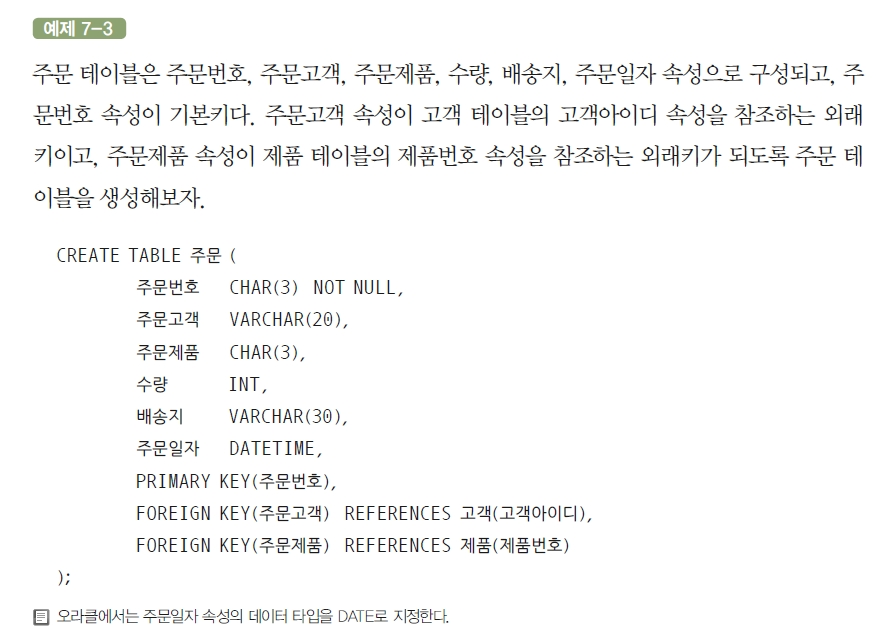 예제 7-3
주문 테이블은 주문번호, 주문고객, 주문제품, 수량, 배송지, 주문일자 속성으로 구성되고, 주
문번호 속성이 기본키다. 주문고객 속성이 고객 테이블의 고객아이디 속성을 참조하는 외래
키이고, 주문제품 속성이 제품 테이블의 제품번호 속성을 참조하는 외래키가 되도록 주문 테
이블을 생성해보자.
CREATE TABLE 주문 (
주문번호 CHAR(3) NOT NULL,
주문고객 VARCHAR(20),
주문제품 CHAR(3),
수량 INT,
배송지 VARCHAR(30),
주문일자 DATETIME,
PRIMARY KEY(주문번호),
FOREIGN KEY(주문고객) REFERENCES 고객(고객아이디),
FOREIGN KEY(주문제품) REFERENCES 제품(제품번호)
);
오라클에서는 주문일자 속성의 데이터 타입을 DATE로 지정한다.